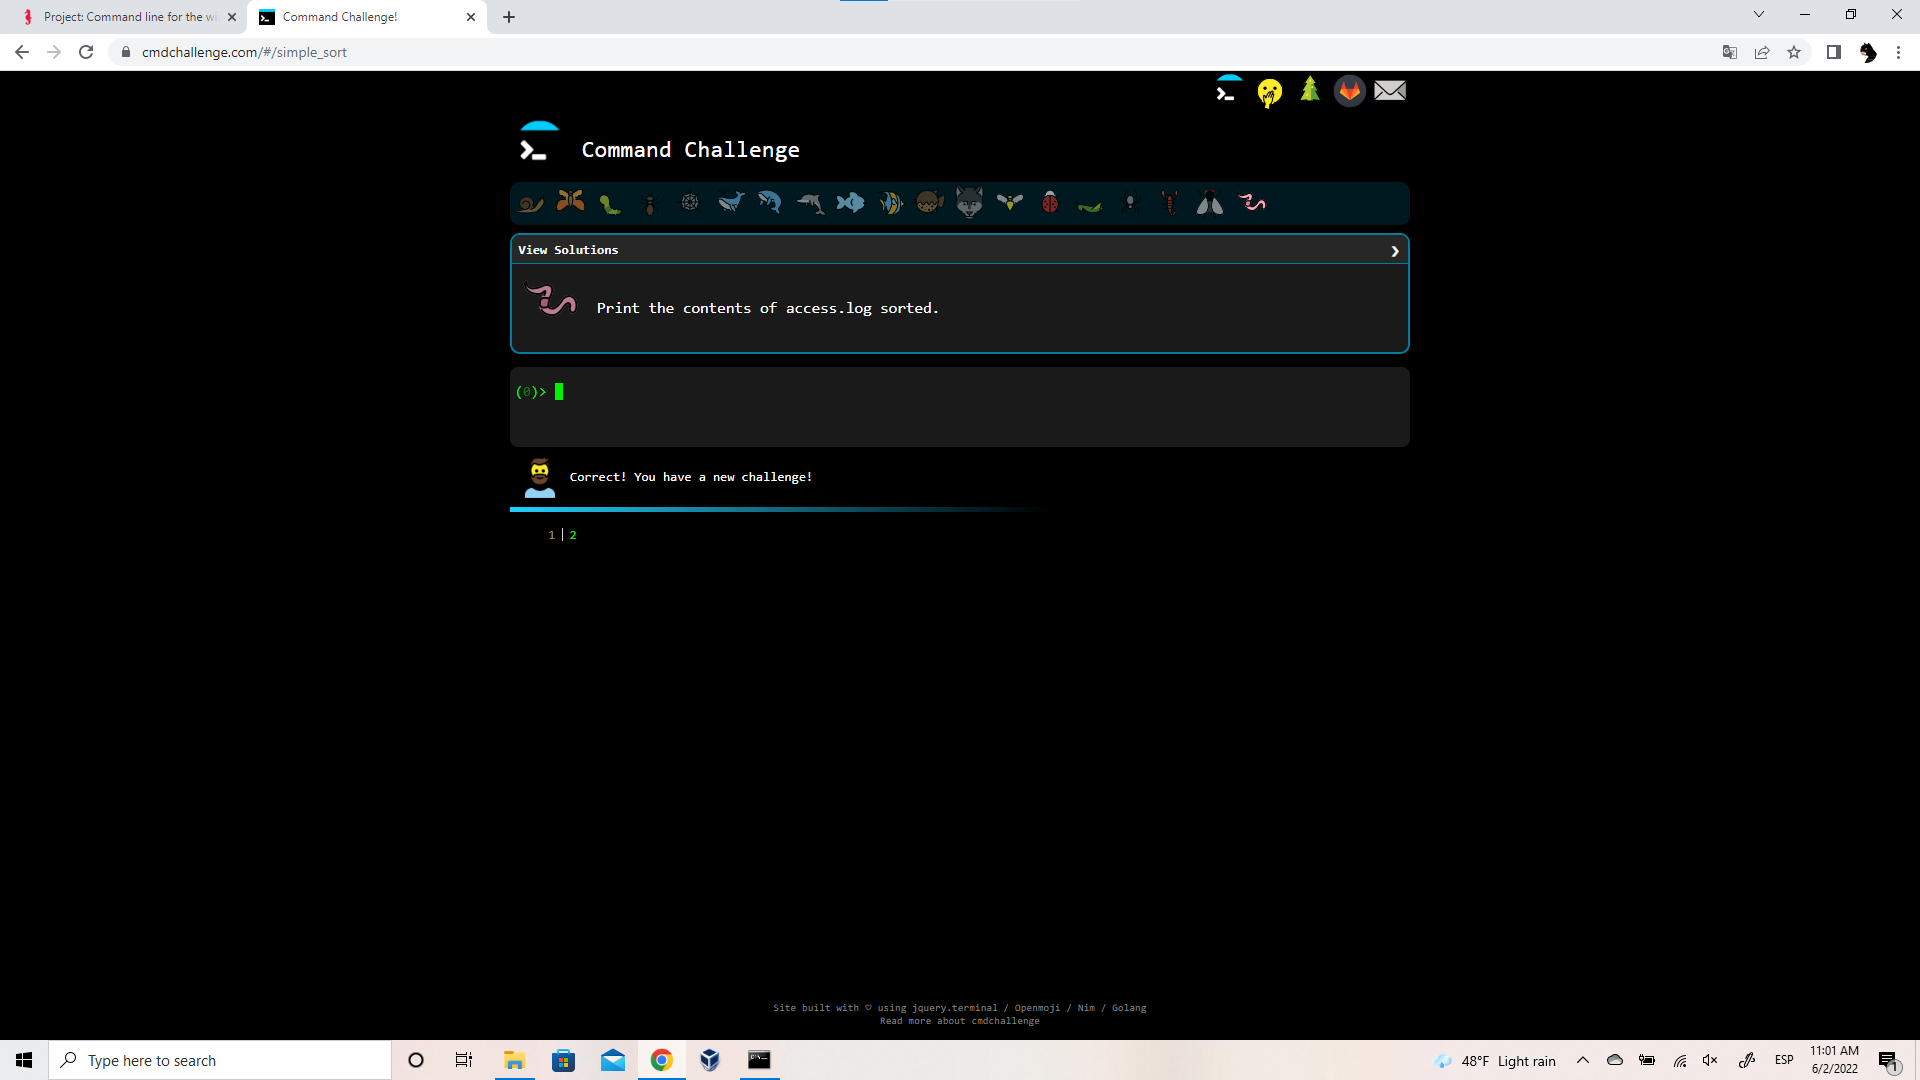 Project: Command line for the wi
Command Challenge!
cmdchallenge.com/#/simple_sort
Command Challenge
View Solutions
Print the contents of access.log sorted.
(0)>
Correct! You have a new challenge!
1 | 2
Site built with ♡ using jquery.terminal / Openmoji / Nim / Golang
Read more about cmdchallenge
Type here to search
48°F Light rain
ESP
11:01 AM
6/2/2022
1